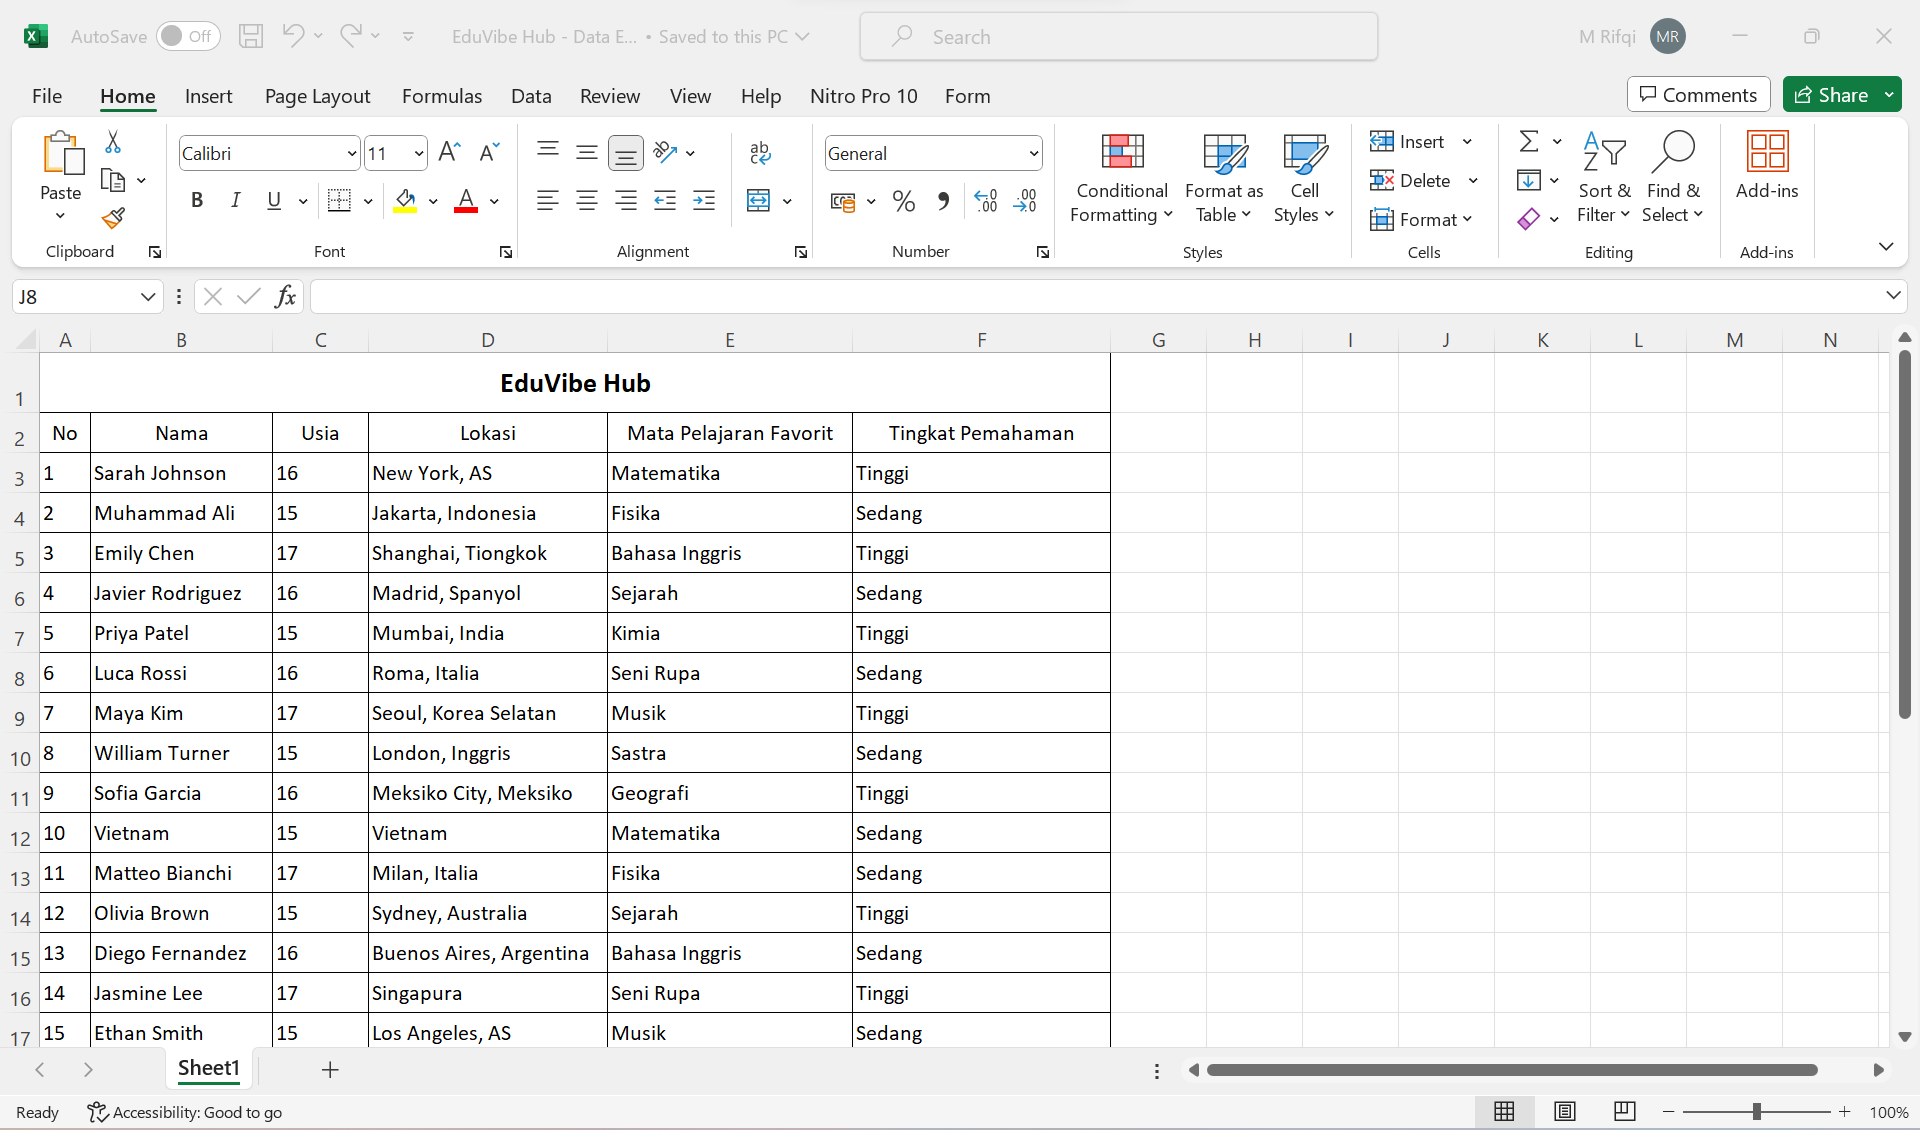 AutoSave Off EduVibe Hub - Data E... • Saved to this PC Search M Rifqi MR
File Home Insert Page Layout Formulas Data Review View Help Nitro Pro 10 Form Comments Share
Paste
Clipboard
Calibri 11
B I U A
Font
ab
Alignment
General
% .00
Number
Conditional Formatting
Format as Table
Cell Styles
Styles
Insert
Delete
Format
Cells
Sort & Filter
Find & Select
Editing
Add-ins
Add-ins
J8 fx
A B C D E F G H I J K L M N
1 EduVibe Hub
2 No Nama Usia Lokasi Mata Pelajaran Favorit Tingkat Pemahaman
3 1 Sarah Johnson 16 New York, AS Matematika Tinggi
4 2 Muhammad Ali 15 Jakarta, Indonesia Fisika Sedang
5 3 Emily Chen 17 Shanghai, Tiongkok Bahasa Inggris Tinggi
6 4 Javier Rodriguez 16 Madrid, Spanyol Sejarah Sedang
7 5 Priya Patel 15 Mumbai, India Kimia Tinggi
8 6 Luca Rossi 16 Roma, Italia Seni Rupa Sedang
9 7 Maya Kim 17 Seoul, Korea Selatan Musik Tinggi
10 8 William Turner 15 London, Inggris Sastra Sedang
11 9 Sofia Garcia 16 Meksiko City, Meksiko Geografi Tinggi
12 10 Vietnam 15 Vietnam Matematika Sedang
13 11 Matteo Bianchi 17 Milan, Italia Fisika Sedang
14 12 Olivia Brown 15 Sydney, Australia Sejarah Tinggi
15 13 Diego Fernandez 16 Buenos Aires, Argentina Bahasa Inggris Sedang
16 14 Jasmine Lee 17 Singapura Seni Rupa Tinggi
17 15 Ethan Smith 15 Los Angeles, AS Musik Sedang
Sheet1
Ready Accessibility: Good to go 100%